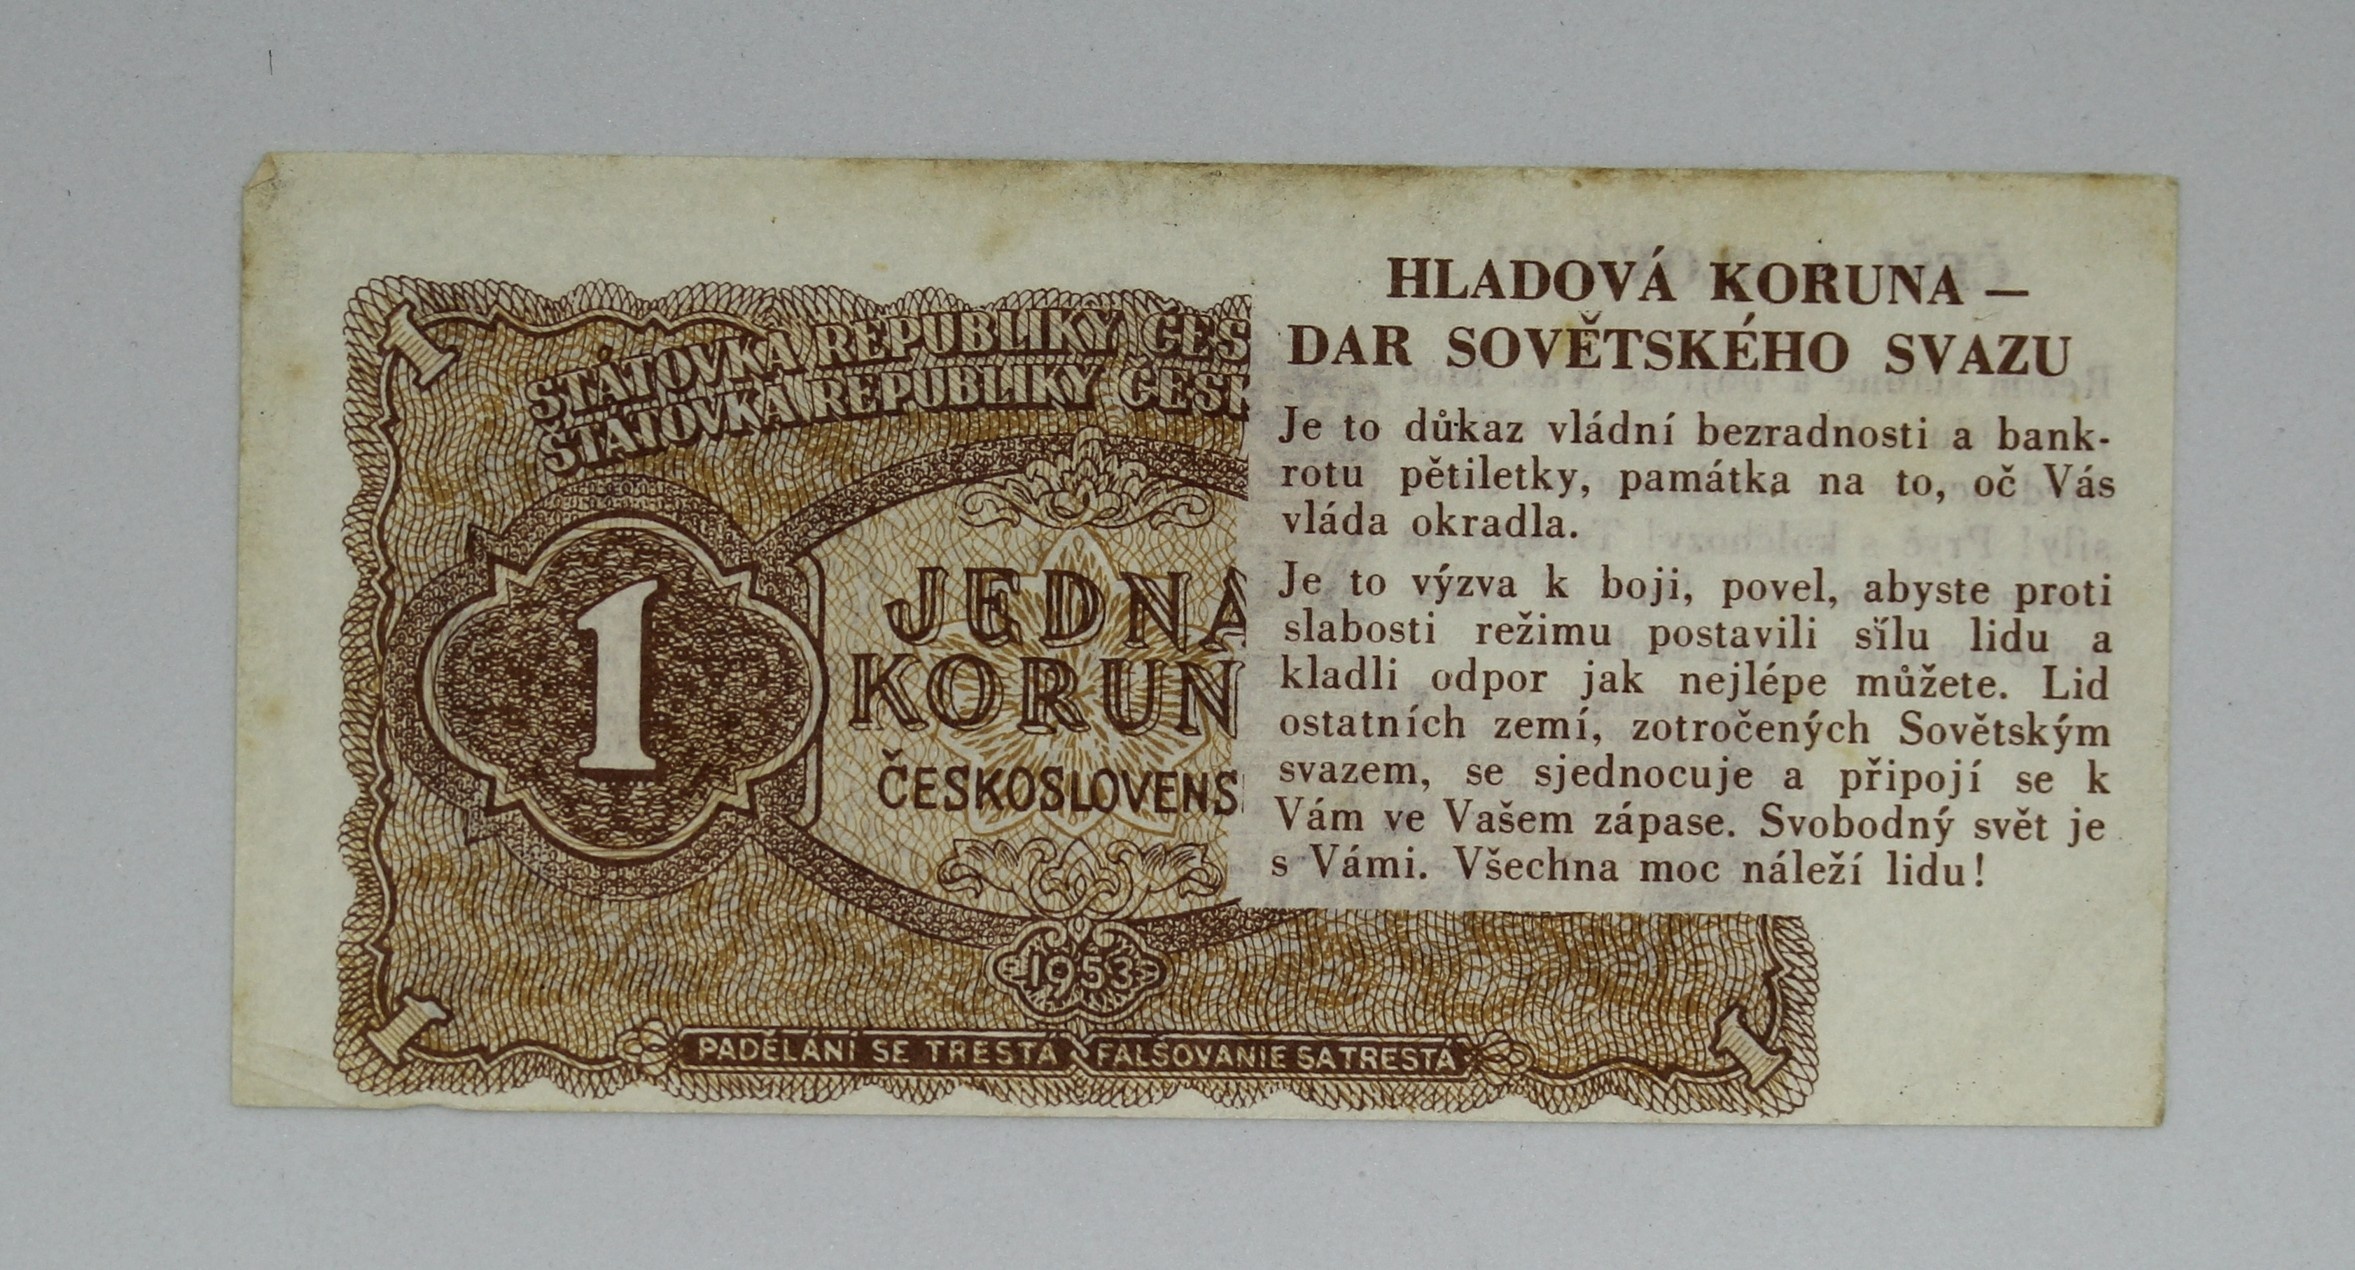 1
STÁTOVKA REPUBLIKY ČES
ŠTÁTOVKA REPUBLIKY ČESK
1
JEDNA
KORUN
ČESKOSLOVENS
1953
1
PADĚLÁNÍ SE TRESTÁ
FALŠOVANIE SA TRESTÁ
1
HLADOVÁ KORUNA —
DAR SOVĚTSKÉHO SVAZU
Je to důkaz vládní bezradnosti a bank-
rotu pětiletky, památka na to, oč Vás
vláda okradla.
Je to výzva k boji, povel, abyste proti
slabosti režimu postavili sílu lidu a
kladli odpor jak nejlépe můžete. Lid
ostatních zemí, zotročených Sovětským
svazem, se sjednocuje a připojí se k
Vám ve Vašem zápase. Svobodný svět je
s Vámi. Všechna moc náleží lidu!